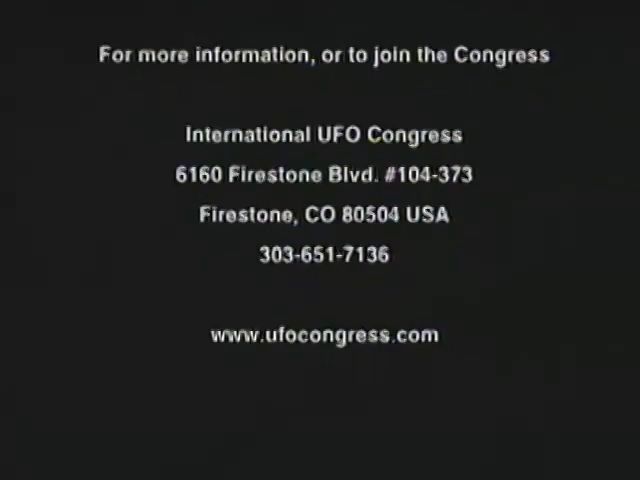 For more information, or to join the Congress
International UFO Congress
6160 Firestone Blvd. #104-373
Firestone, CO 80504 USA
303-651-7136
www.ufocongress.com